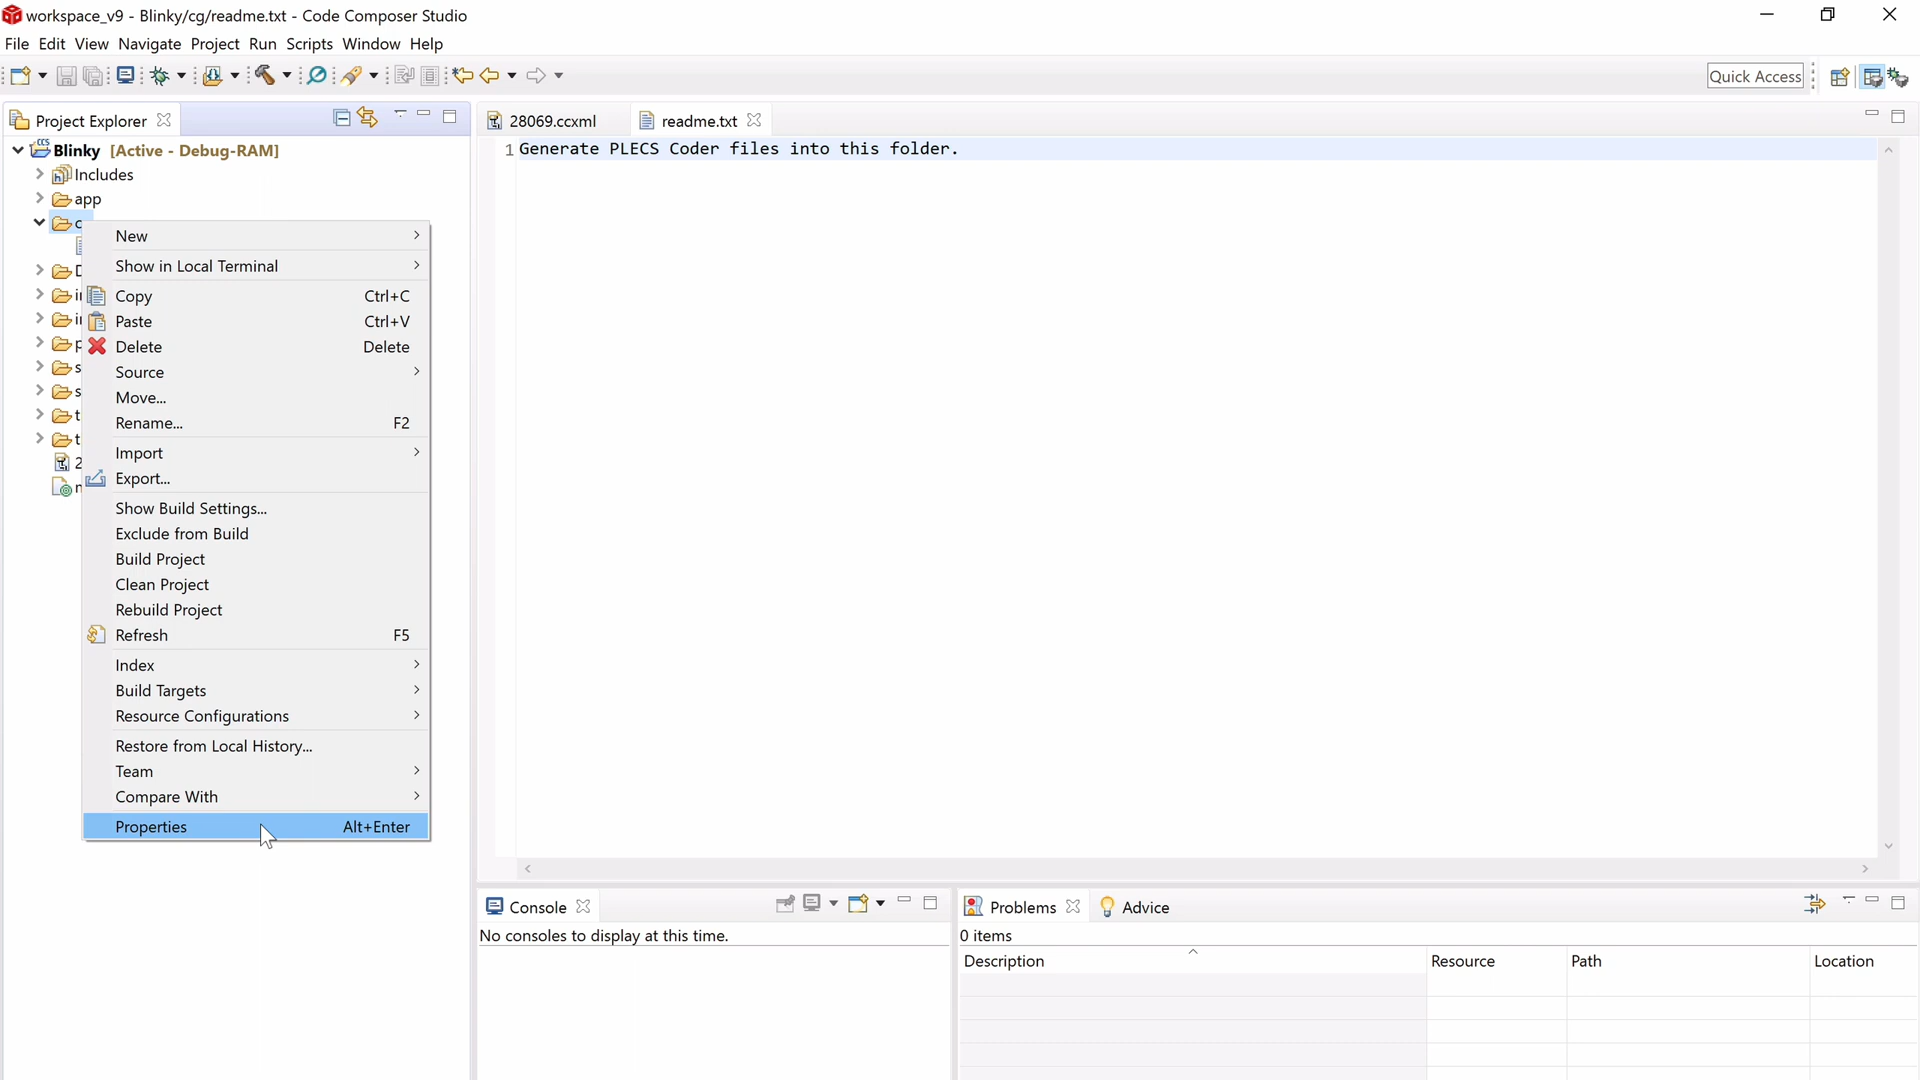 workspace_v9 - Blinky/cg/readme.txt - Code Composer Studio
File Edit View Navigate Project Run Scripts Window Help
Quick Access
Project Explorer
28069.ccxml
readme.txt
Blinky [Active - Debug-RAM]
1 Generate PLECS Coder files into this folder.
Includes
app
New
Show in Local Terminal
Copy Ctrl+C
Paste Ctrl+V
Delete Delete
Source
Move...
Rename... F2
Import
Export...
Show Build Settings...
Exclude from Build
Build Project
Clean Project
Rebuild Project
Refresh F5
Index
Build Targets
Resource Configurations
Restore from Local History...
Team
Compare With
Properties Alt+Enter
Console
No consoles to display at this time.
Problems
Advice
0 items
Description Resource Path Location